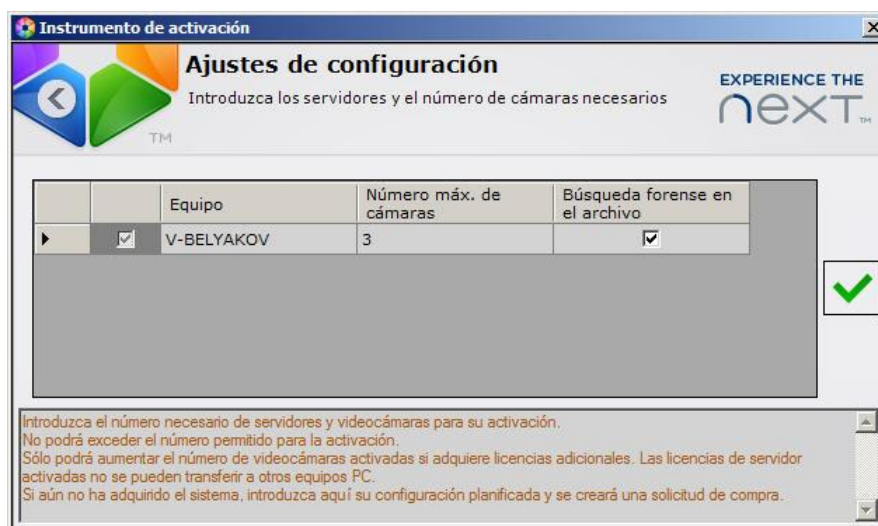 Instrumento de activación
Ajustes de configuración
Introduzca los servidores y el número de cámaras necesarios
EXPERIENCE THE
next TM
TM
Equipo
Número máx. de cámaras
Búsqueda forense en el archivo
V-BELYAKOV
3
Introduzca el número necesario de servidores y videocámaras para su activación.
No podrá exceder el número permitido para la activación.
Sólo podrá aumentar el número de videocámaras activadas si adquiere licencias adicionales. Las licencias de servidor
activadas no se pueden transferir a otros equipos PC.
Si aún no ha adquirido el sistema, introduzca aquí su configuración planificada y se creará una solicitud de compra.